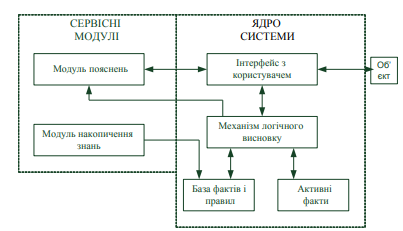 СЕРВІСНІ
МОДУЛІ
ЯДРО
СИСТЕМИ
Модуль пояснень
Інтерфейс з
користувачем
Об'
єкт
Механізм логічного
висновку
Модуль накопичення
знань
База фактів і
правил
Активні
факти